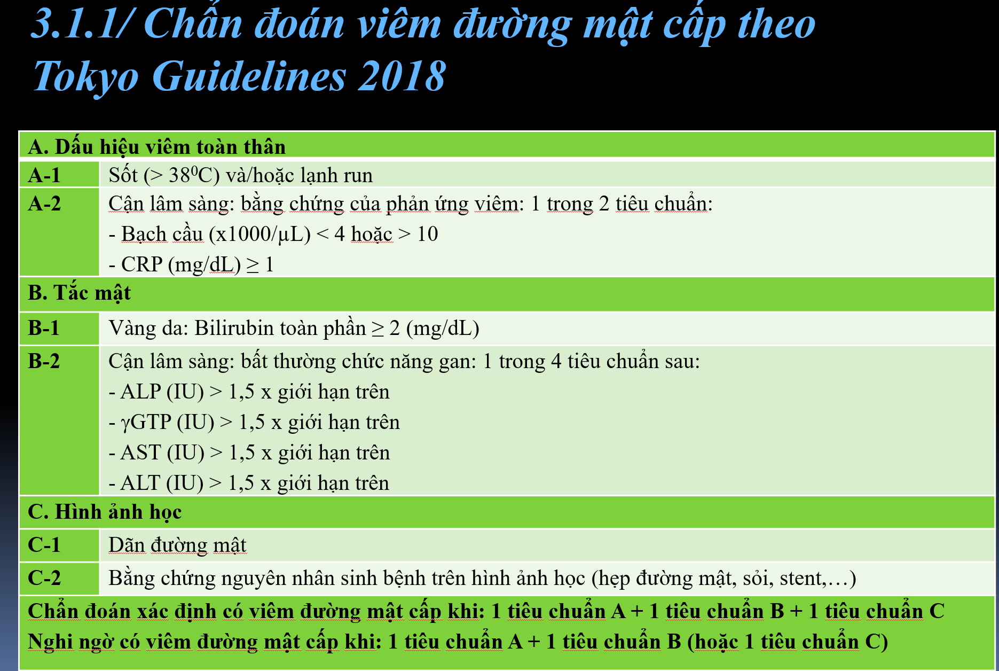 3.1.1/ Chẩn đoán viêm đường mật cấp theo
Tokyo Guidelines 2018
A. Dấu hiệu viêm toàn thân
A-1 Sốt (> 38⁰C) và/hoặc lạnh run
A-2 Cận lâm sàng: bằng chứng của phản ứng viêm: 1 trong 2 tiêu chuẩn:
- Bạch cầu (x1000/µL) < 4 hoặc > 10
- CRP (mg/dL) ≥ 1
B. Tắc mật
B-1 Vàng da: Bilirubin toàn phần ≥ 2 (mg/dL)
B-2 Cận lâm sàng: bất thường chức năng gan: 1 trong 4 tiêu chuẩn sau:
- ALP (IU) > 1,5 x giới hạn trên
- γGTP (IU) > 1,5 x giới hạn trên
- AST (IU) > 1,5 x giới hạn trên
- ALT (IU) > 1,5 x giới hạn trên
C. Hình ảnh học
C-1 Dãn đường mật
C-2 Bằng chứng nguyên nhân sinh bệnh trên hình ảnh học (hẹp đường mật, sỏi, stent,…)
Chẩn đoán xác định có viêm đường mật cấp khi: 1 tiêu chuẩn A + 1 tiêu chuẩn B + 1 tiêu chuẩn C
Nghi ngờ có viêm đường mật cấp khi: 1 tiêu chuẩn A + 1 tiêu chuẩn B (hoặc 1 tiêu chuẩn C)